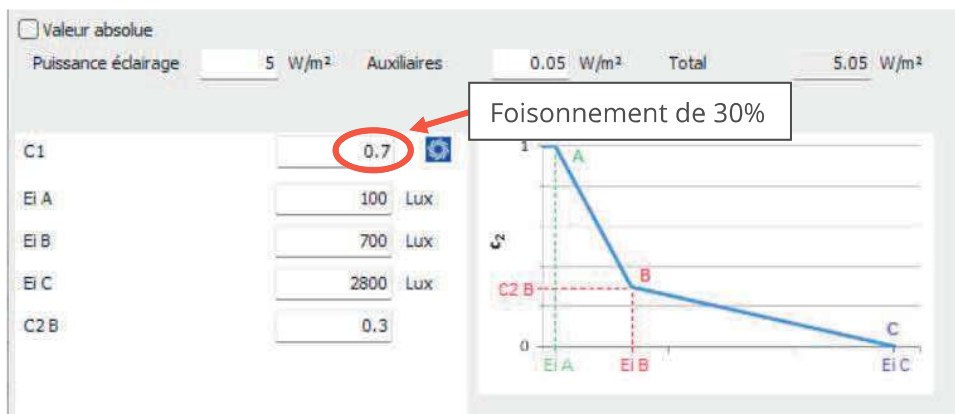 Valeur absolue
Puissance éclairage 5 W/m² Auxiliaires 0.05 W/m² Total 5.05 W/m²
Foisonnement de 30%
C1 0.7
Ei A 100 Lux
Ei B 700 Lux
Ei C 2800 Lux
C2 B 0.3
1
A
c₂
B
C2 B
C
0
Ei A Ei B Ei C